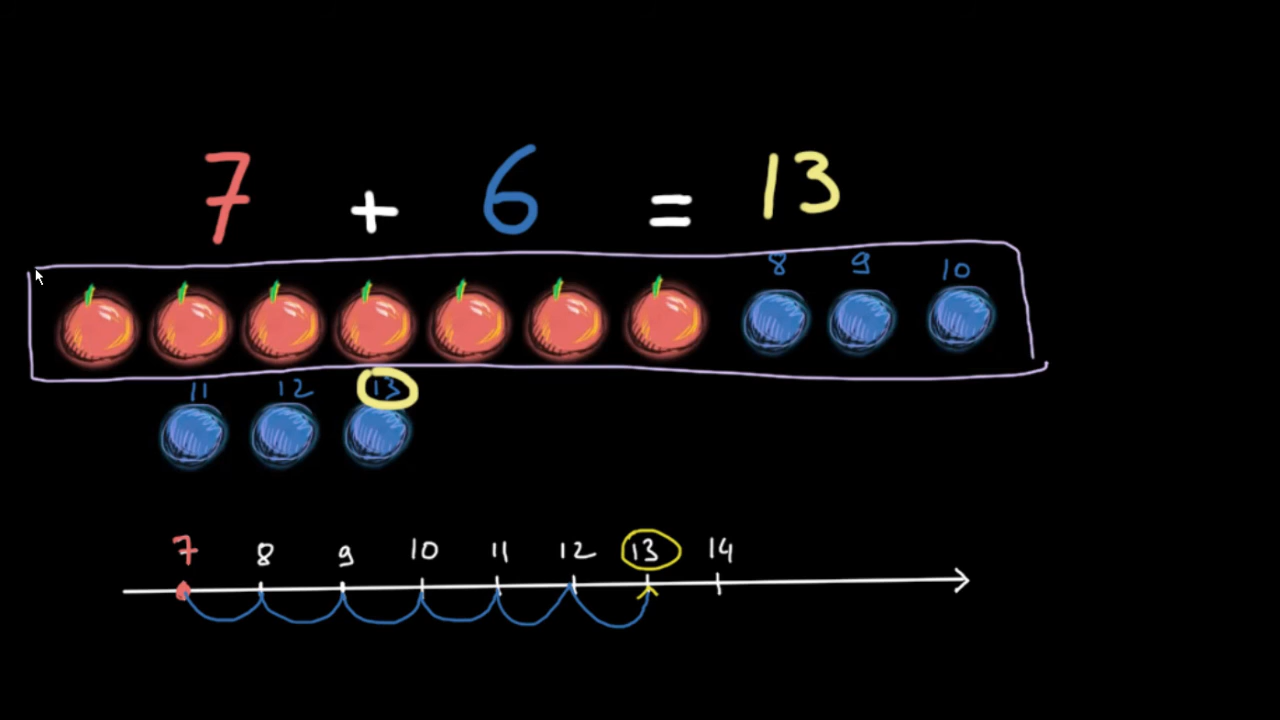 7 + 6 = 13
8 9 10
11 12 13
7 8 9 10 11 12 13 14